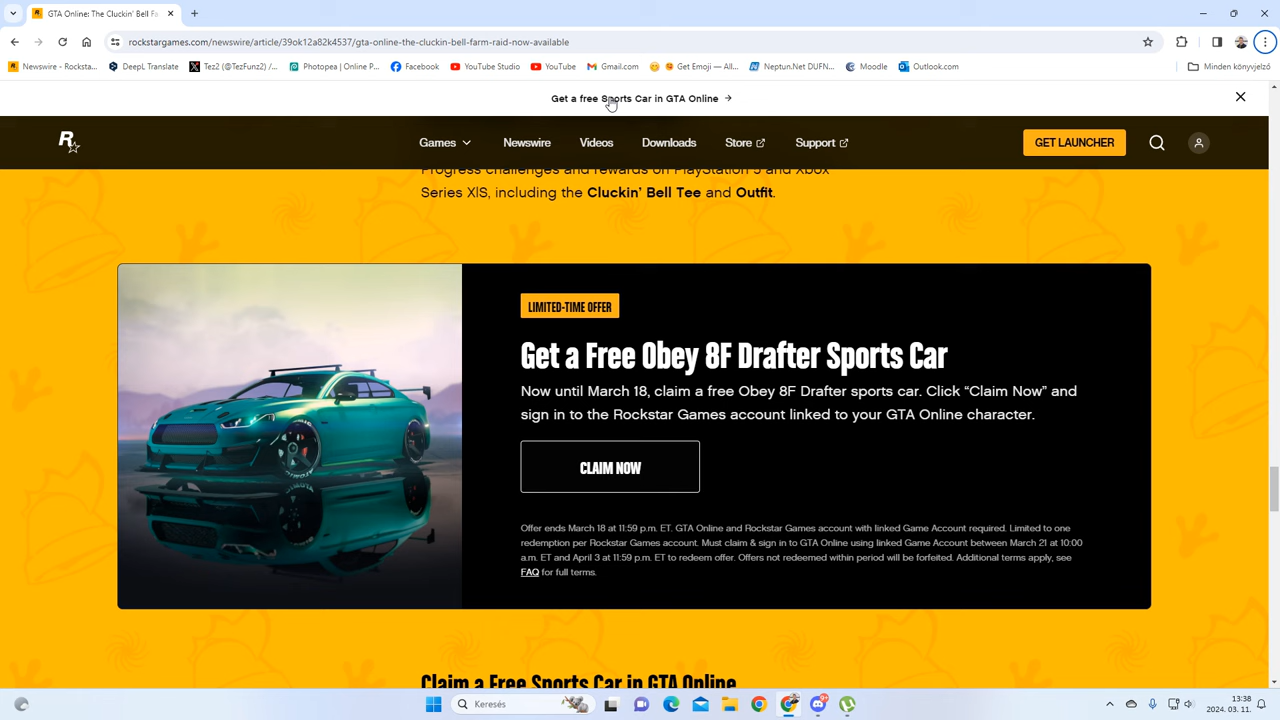 GTA Online: The Cluckin' Bell Fa
rockstargames.com/newswire/article/39ok12a82k4537/gta-online-the-cluckin-bell-farm-raid-now-available
Newswire - Rocksta... DeepL Translate Tez2 (@TezFunz2) /... Photopea | Online P... Facebook YouTube Studio YouTube Gmail.com Get Emoji — All... Neptun.Net DUFN... Moodle Outlook.com Minden könyvjelző
Get a free Sports Car in GTA Online →
R Games Newswire Videos Downloads Store Support GET LAUNCHER
Progress challenges and rewards on PlayStation 5 and Xbox
Series X|S, including the Cluckin' Bell Tee and Outfit.
LIMITED-TIME OFFER
Get a Free Obey 8F Drafter Sports Car
Now until March 18, claim a free Obey 8F Drafter sports car. Click “Claim Now” and
sign in to the Rockstar Games account linked to your GTA Online character.
CLAIM NOW
Offer ends March 18 at 11:59 p.m. ET. GTA Online and Rockstar Games account with linked Game Account required. Limited to one
redemption per Rockstar Games account. Must claim & sign in to GTA Online using linked Game Account between March 21 at 10:00
a.m. ET and April 3 at 11:59 p.m. ET to redeem offer. Offers not redeemed within period will be forfeited. Additional terms apply, see
FAQ for full terms.
Claim a Free Sports Car in GTA Online
Keresés
13:38
2024. 03. 11.